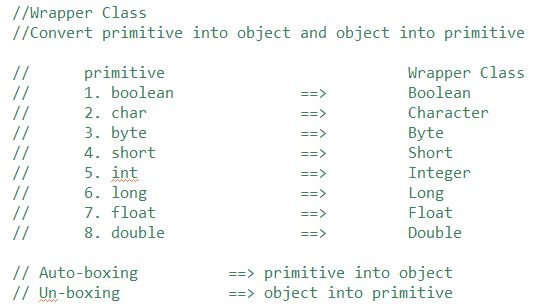 //Wrapper Class
//Convert primitive into object and object into primitive
// primitive Wrapper Class
// 1. boolean ==> Boolean
// 2. char ==> Character
// 3. byte ==> Byte
// 4. short ==> Short
// 5. int ==> Integer
// 6. long ==> Long
// 7. float ==> Float
// 8. double ==> Double
// Auto-boxing ==> primitive into object
// Un-boxing ==> object into primitive